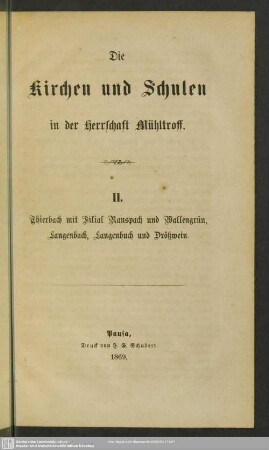 Die
Kirchen und Schulen
in der Herrschaft Mühltroff.
II.
Thierbach mit Filial Ranspach und Wallengrün,
Langenbach, Langenbuch und Drößwein.
Pausa,
Druck von H. G. Schubert
1869.